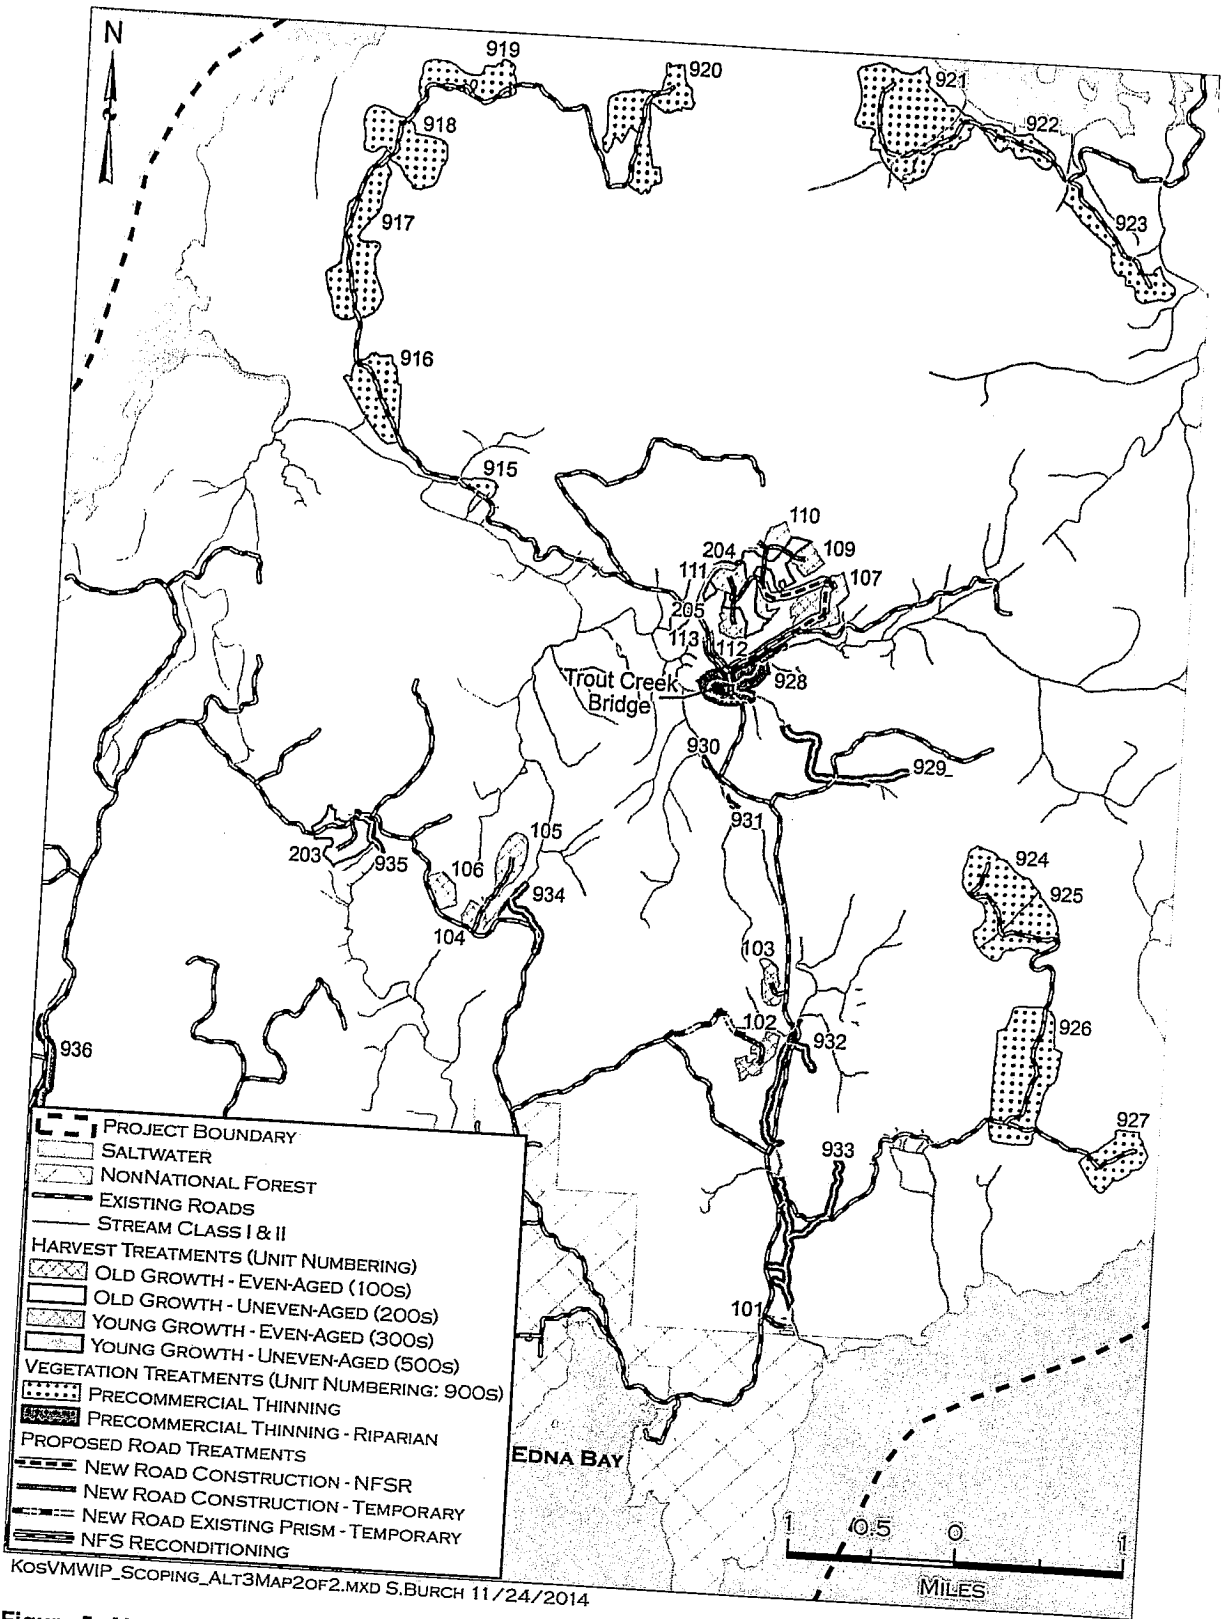 N
919
920
921
918
922
917
923
916
915
110
204
109
111
107
205
113
112
928
Trout Creek
Bridge
930
929
931
105
203
935
106
934
104
924
925
103
102
932
926
936
927
933
101
PROJECT BOUNDARY
SALTWATER
NONNATIONAL FOREST
EXISTING ROADS
STREAM CLASS I & II
HARVEST TREATMENTS (UNIT NUMBERING)
OLD GROWTH - EVEN-AGED (100S)
OLD GROWTH - UNEVEN-AGED (200S)
YOUNG GROWTH - EVEN-AGED (300S)
YOUNG GROWTH - UNEVEN-AGED (500S)
VEGETATION TREATMENTS (UNIT NUMBERING: 900S)
PRECOMMERCIAL THINNING
PRECOMMERCIAL THINNING - RIPARIAN
PROPOSED ROAD TREATMENTS
NEW ROAD CONSTRUCTION - NFSR
NEW ROAD CONSTRUCTION - TEMPORARY
NEW ROAD EXISTING PRISM - TEMPORARY
NFS RECONDITIONING
EDNA BAY
1 0.5 0 1
MILES
KOSVMWIP_SCOPING_ALT3MAP2OF2.MXD S.BURCH 11/24/2014